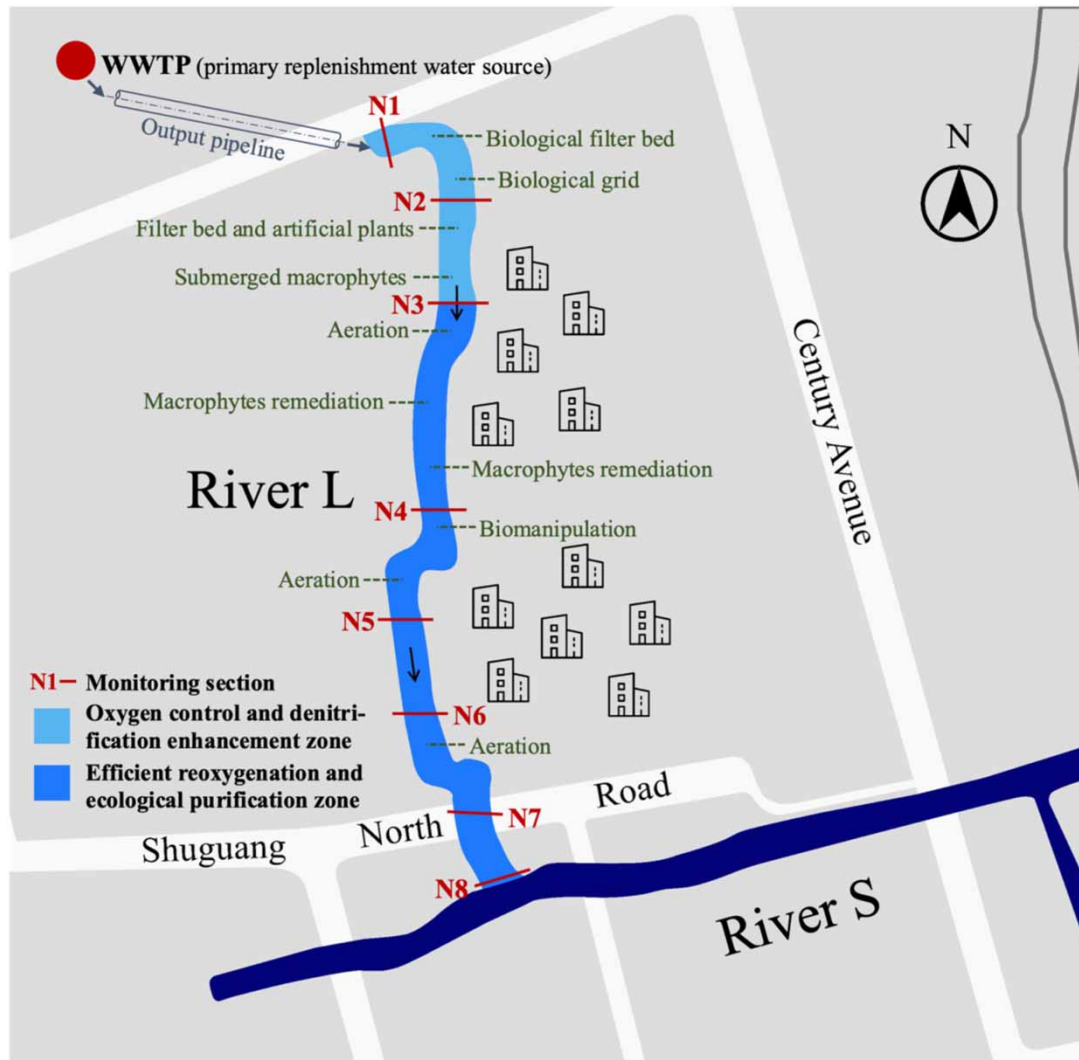 WWTP (primary replenishment water source)
N1
Output pipeline
Biological filter bed
N
Biological grid
N2
Filter bed and artificial plants
Submerged macrophytes
N3
Aeration
Century Avenue
Macrophytes remediation
Macrophytes remediation
River L
N4
Biomanipulation
Aeration
N5
N1 Monitoring section
Oxygen control and denitri-
fication enhancement zone
Efficient reoxygenation and
ecological purification zone
N6
Aeration
Shuguang North Road
N7
N8
River S